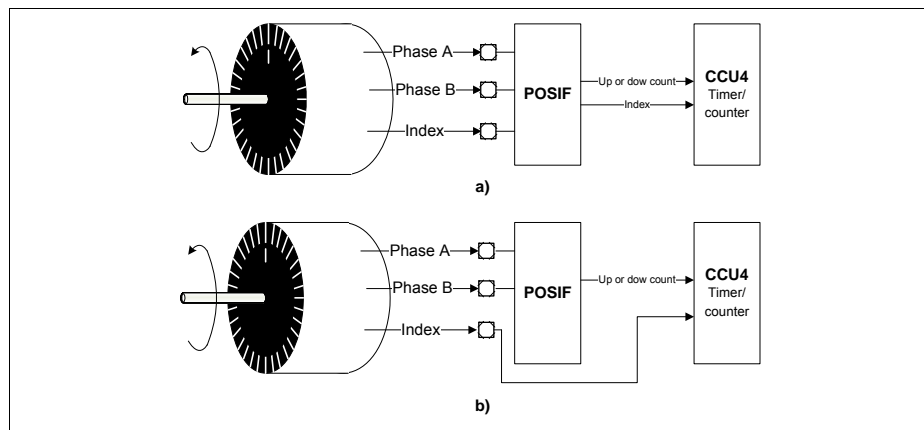 Phase A
Phase B
Index
POSIF
Up or dow count
Index
CCU4
Timer/
counter
a)
Phase A
Phase B
Index
POSIF
Up or dow count
CCU4
Timer/
counter
b)